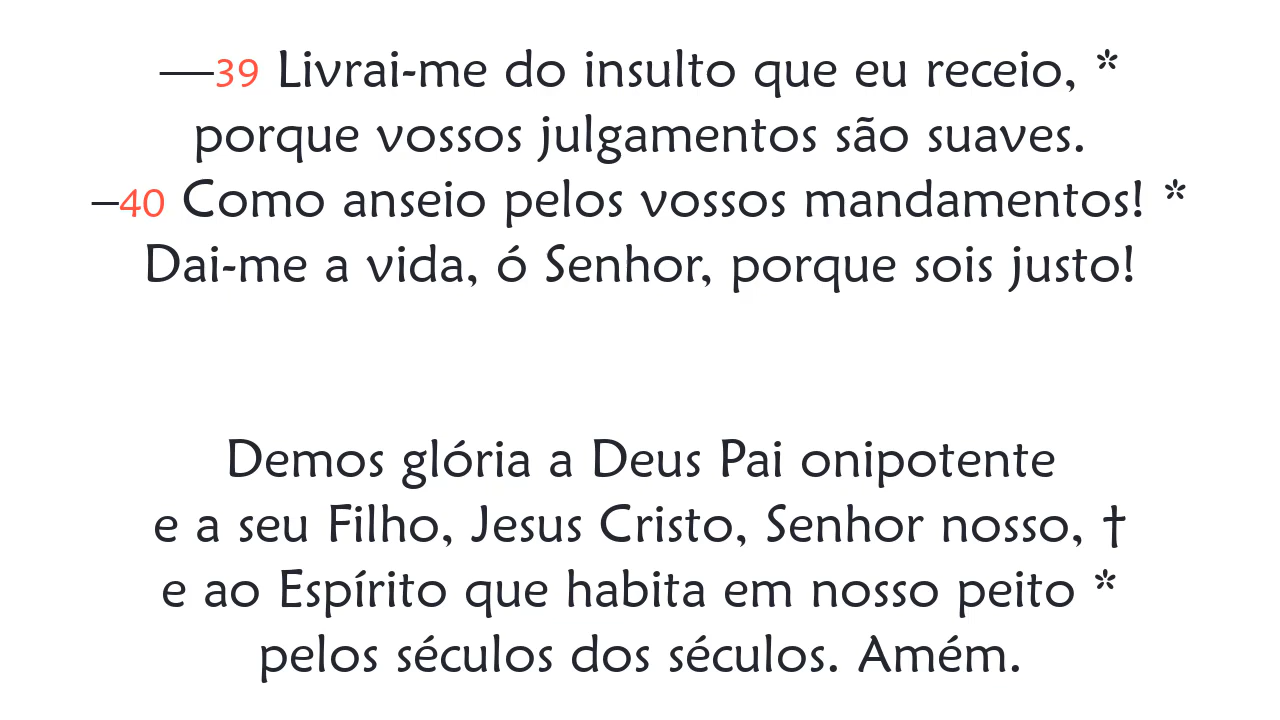 —39 Livrai-me do insulto que eu receio, *
porque vossos julgamentos são suaves.
–40 Como anseio pelos vossos mandamentos! *
Dai-me a vida, ó Senhor, porque sois justo!
Demos glória a Deus Pai onipotente
e a seu Filho, Jesus Cristo, Senhor nosso, †
e ao Espírito que habita em nosso peito *
pelos séculos dos séculos. Amém.